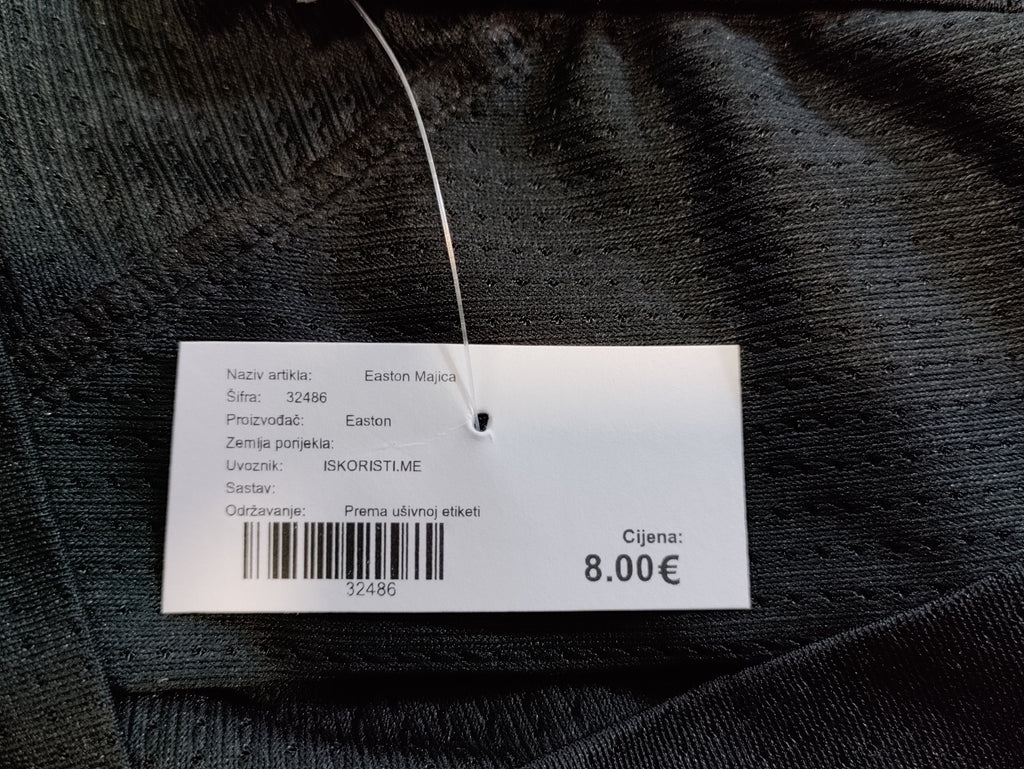 Naziv artikla: Easton Majica
Šifra: 32486
Proizvođač: Easton
Zemlja porijekla:
Uvoznik: ISKORISTI.ME
Sastav:
Održavanje: Prema ušivnoj etiketi
32486
Cijena:
8.00€